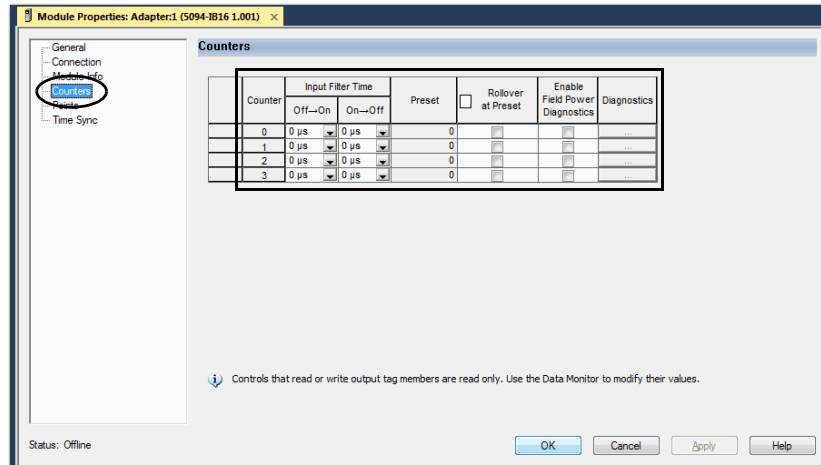 Module Properties: Adapter:1 (5094-IB16 1.001) ×
General
Connection
Module Info
Counters
Points
Time Sync
Counters
Counter
Input Filter Time
Off→On
On→Off
Preset
Rollover at Preset
Enable Field Power Diagnostics
Diagnostics
0 0 µs 0 µs 0 ...
1 0 µs 0 µs 0 ...
2 0 µs 0 µs 0 ...
3 0 µs 0 µs 0 ...
Controls that read or write output tag members are read only. Use the Data Monitor to modify their values.
Status: Offline
OK Cancel Apply Help